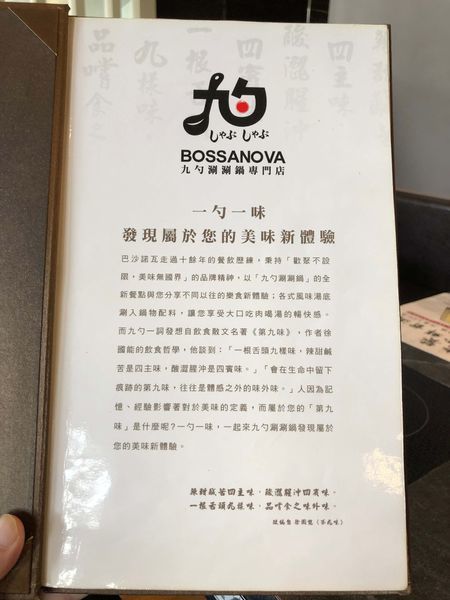 九勺
しゃぶ しゃぶ
BOSSANOVA
九勺涮涮鍋專門店
一勺一味
發現屬於您的美味新體驗
巴沙諾瓦走過十餘年的餐飲歷練，秉持「歡聚不設
限，美味無國界」的品牌精神，以「九勺涮涮鍋」的全
新餐點與您分享不同以往的樂食新體驗；各式風味湯底
涮入鍋物配料，讓您享受大口吃肉喝湯的暢快感。
而九勺一詞發想自飲食散文名著《第九味》，作者徐
國能的飲食哲學，他談到：「一根舌頭九樣味，辣甜鹹
苦是四主味，酸澀腥沖是四賓味。」「會在生命中留下
痕跡的第九味，往往是體感之外的味外味。」人因為記
憶、經驗影響著對於美味的定義，而屬於您的「第九
味」是什麼呢?一勺一味，一起來九勺涮涮鍋發現屬於
您的美味新體驗。
辣甜鹹苦四主味，酸澀腥沖四賓味。
一根舌頭九樣味，品嚐食之味外味。
徐國能《第九味》